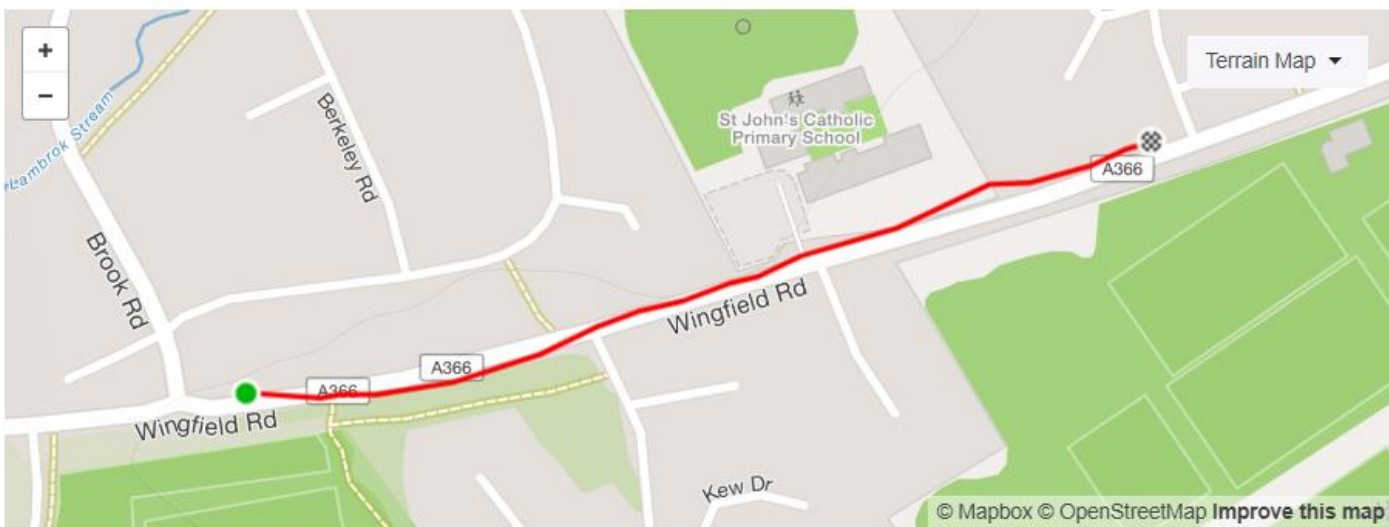 +
−
Terrain Map
Lambrok Stream
Berkeley Rd
St John's Catholic
Primary School
A366
Brook Rd
Wingfield Rd
A366
A366
Wingfield Rd
Kew Dr
© Mapbox © OpenStreetMap Improve this map